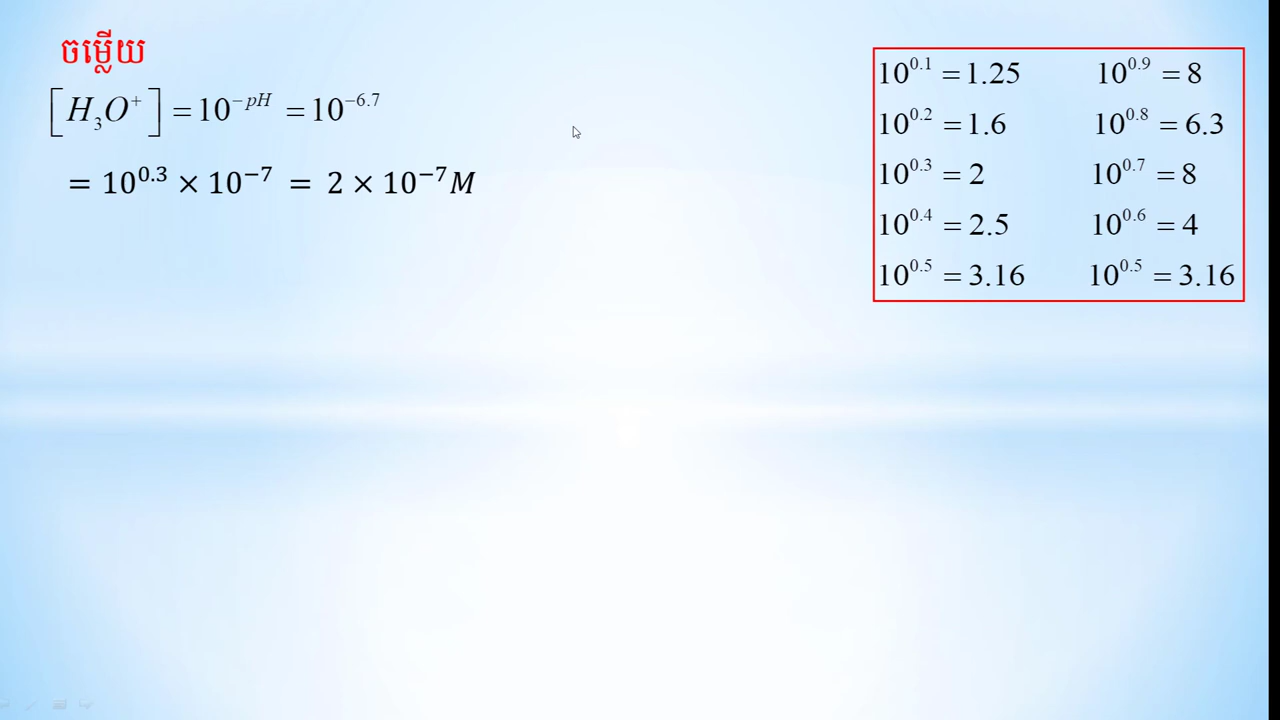 ចម្លើយ
[H₃O⁺] = 10^{-pH} = 10^{-6.7}
= 10^{0.3} × 10^{-7} = 2 × 10^{-7}M
10^{0.1} = 1.25 10^{0.9} = 8
10^{0.2} = 1.6 10^{0.8} = 6.3
10^{0.3} = 2 10^{0.7} = 8
10^{0.4} = 2.5 10^{0.6} = 4
10^{0.5} = 3.16 10^{0.5} = 3.16